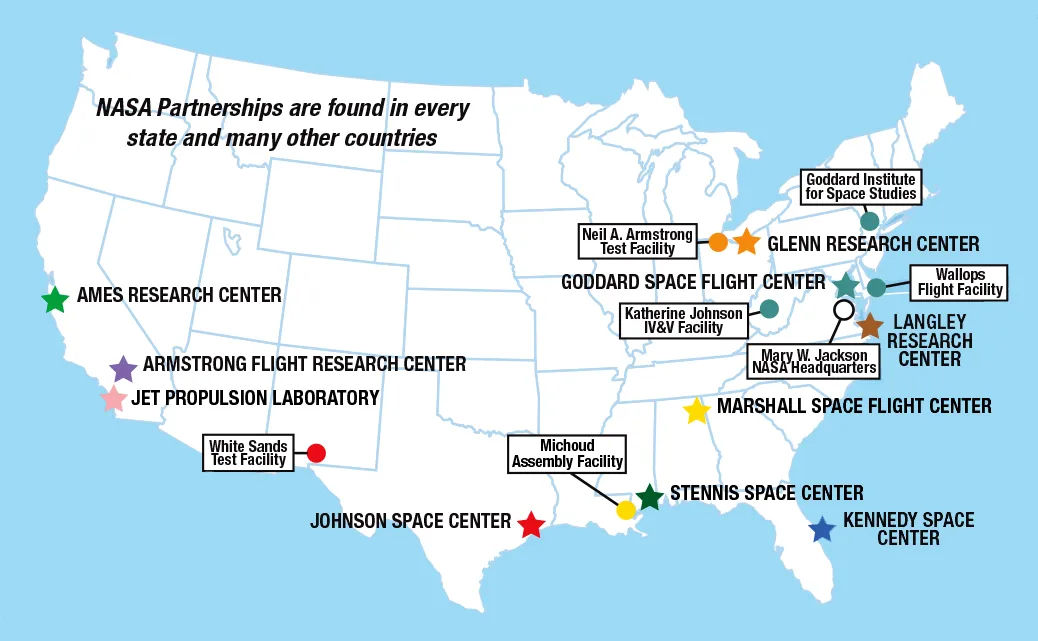 NASA Partnerships are found in every
state and many other countries
Goddard Institute
for Space Studies
Neil A. Armstrong
Test Facility
GLENN RESEARCH CENTER
GODDARD SPACE FLIGHT CENTER
Wallops
Flight Facility
AMES RESEARCH CENTER
Katherine Johnson
IV&V Facility
LANGLEY
RESEARCH
CENTER
Mary W. Jackson
NASA Headquarters
ARMSTRONG FLIGHT RESEARCH CENTER
JET PROPULSION LABORATORY
MARSHALL SPACE FLIGHT CENTER
White Sands
Test Facility
Michoud
Assembly Facility
STENNIS SPACE CENTER
JOHNSON SPACE CENTER
KENNEDY SPACE
CENTER